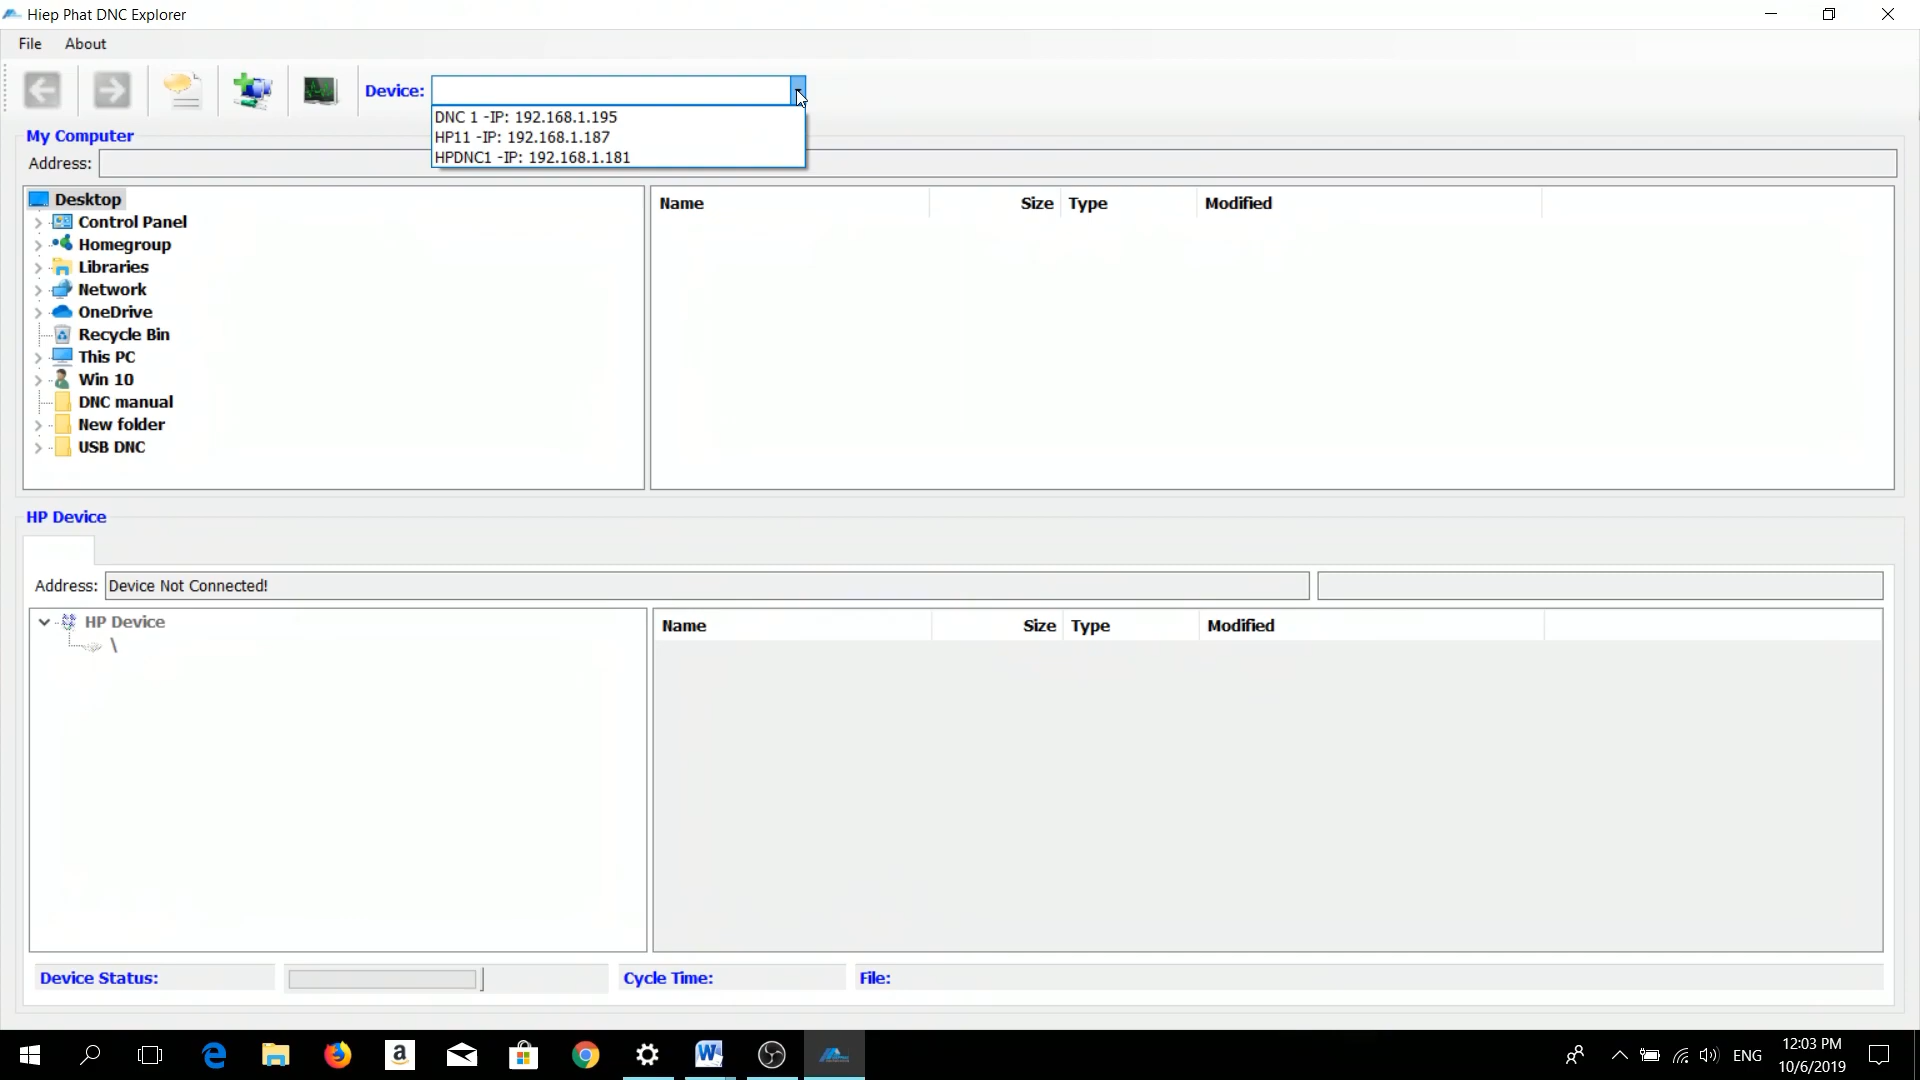 Hiep Phat DNC Explorer
File About
Device:
DNC 1 -IP: 192.168.1.195
HP11 -IP: 192.168.1.187
HPDNC1 -IP: 192.168.1.181
My Computer
Address:
Desktop
Control Panel
Homegroup
Libraries
Network
OneDrive
Recycle Bin
This PC
Win 10
DNC manual
New folder
USB DNC
Name Size Type Modified
HP Device
Address: Device Not Connected!
HP Device
\
Name Size Type Modified
Device Status: Cycle Time: File:
ENG
12:03 PM
10/6/2019